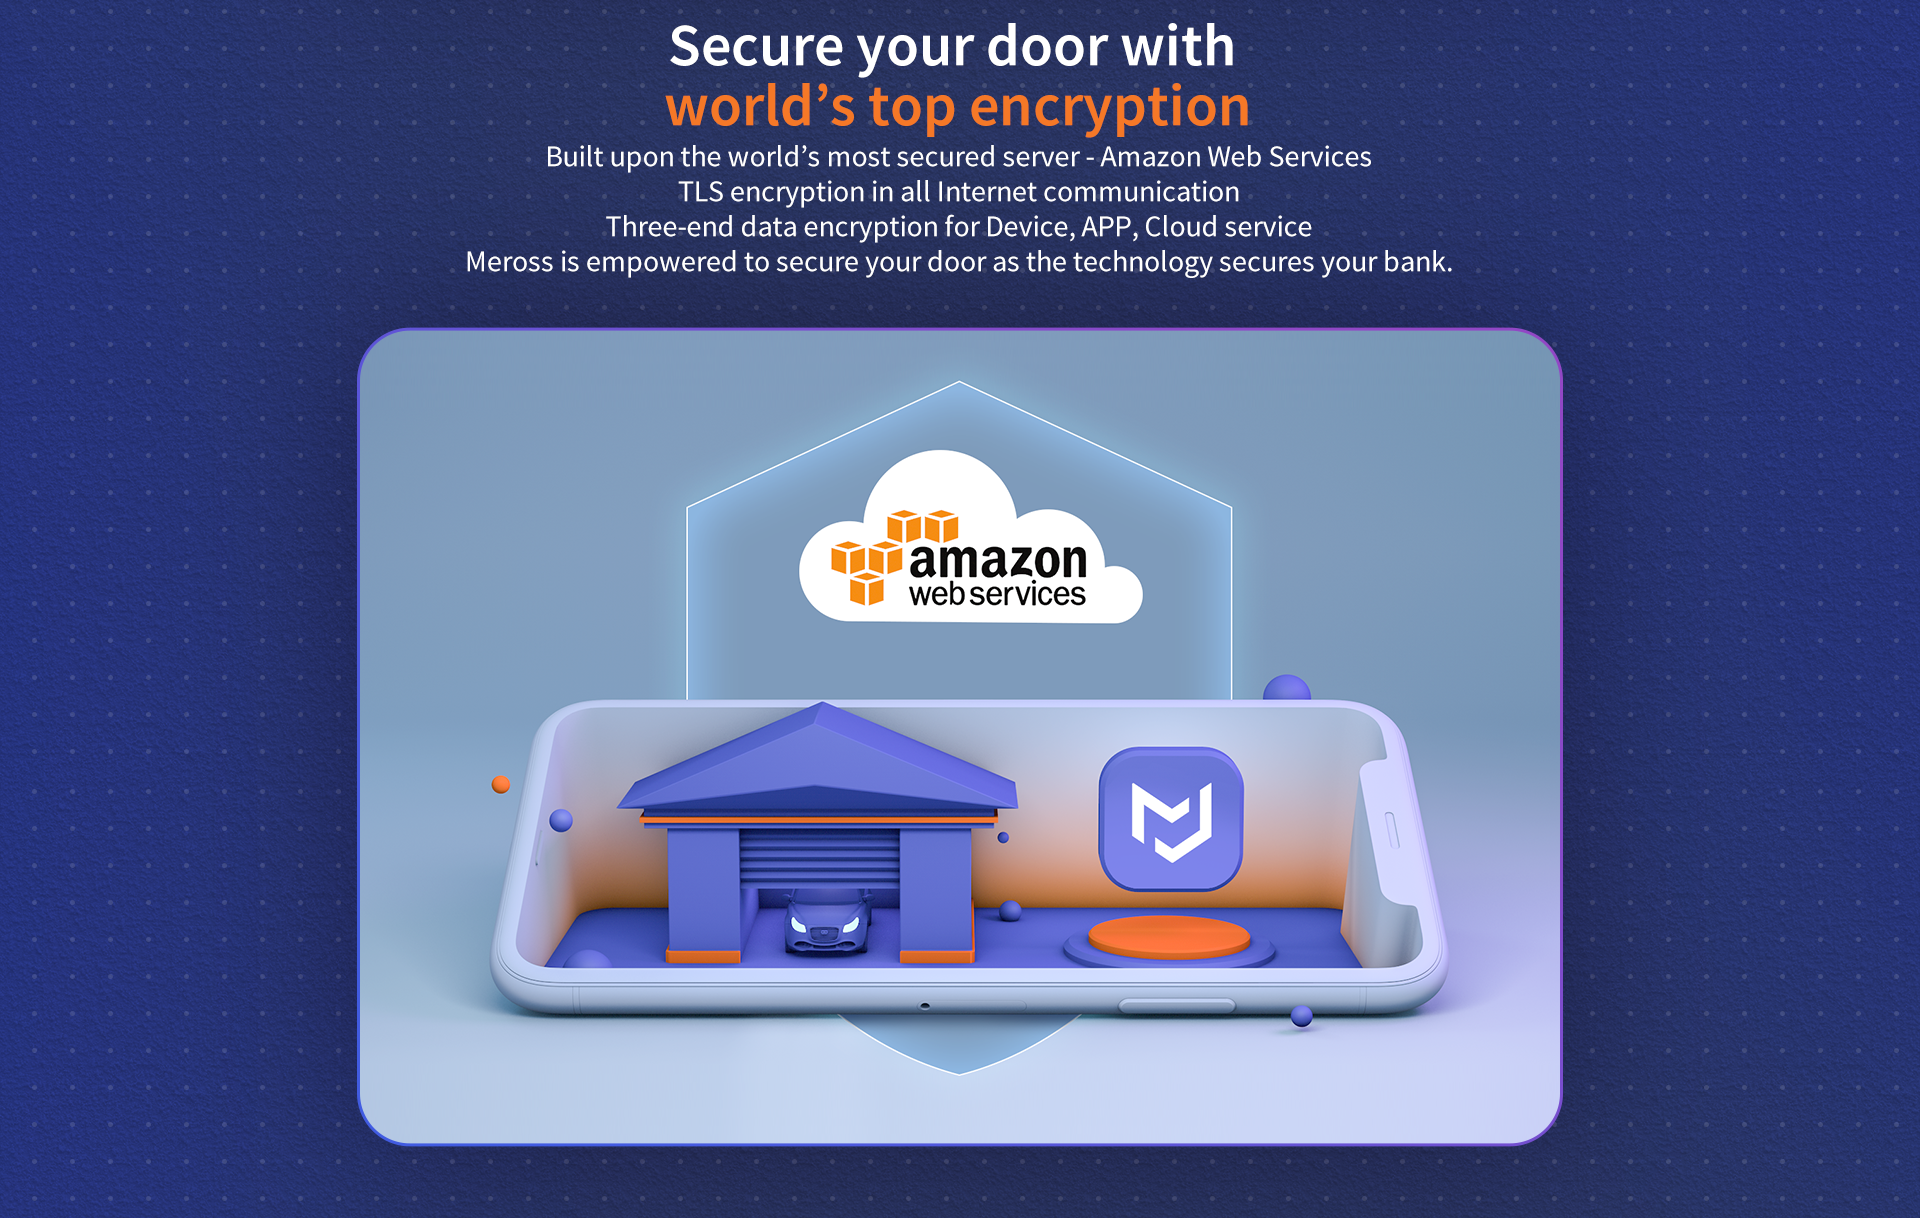 Secure your door with
world’s top encryption
Built upon the world’s most secured server - Amazon Web Services
TLS encryption in all Internet communication
Three-end data encryption for Device, APP, Cloud service
Meross is empowered to secure your door as the technology secures your bank.
amazon
web services